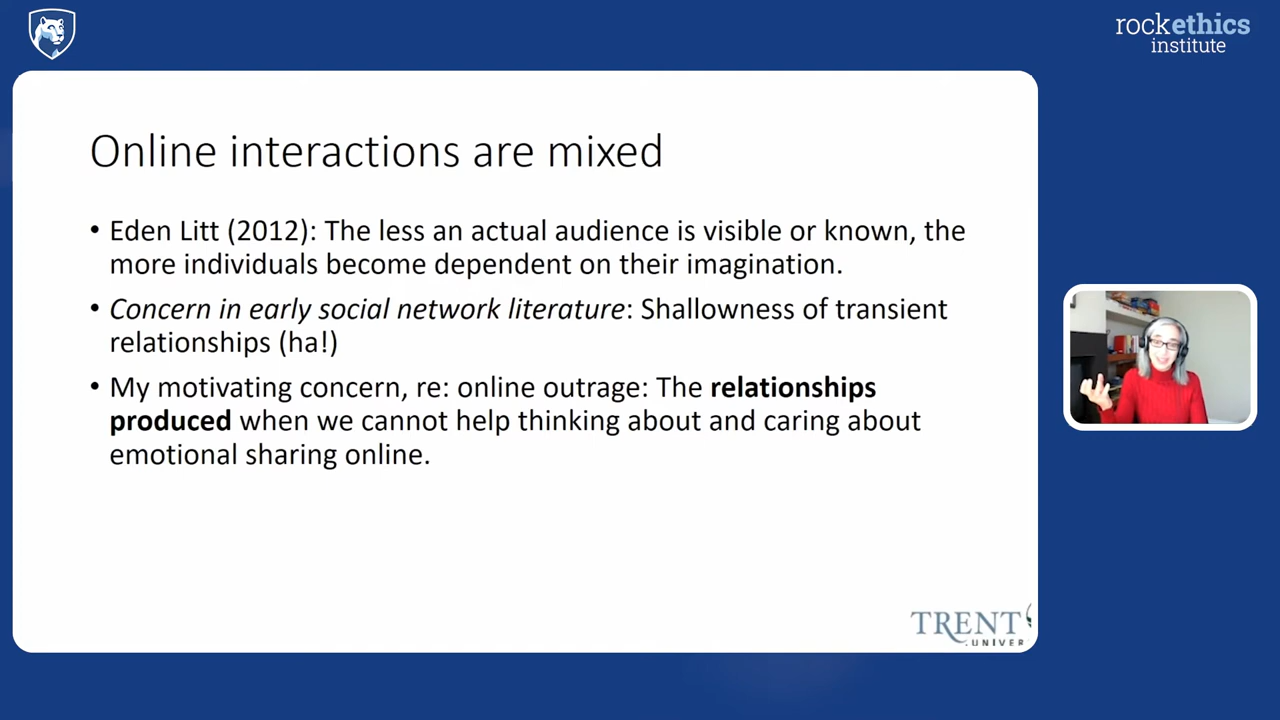 rockethics
institute
Online interactions are mixed
• Eden Litt (2012): The less an actual audience is visible or known, the
more individuals become dependent on their imagination.
• Concern in early social network literature: Shallowness of transient
relationships (ha!)
• My motivating concern, re: online outrage: The relationships
produced when we cannot help thinking about and caring about
emotional sharing online.
TRENT
UNIVER